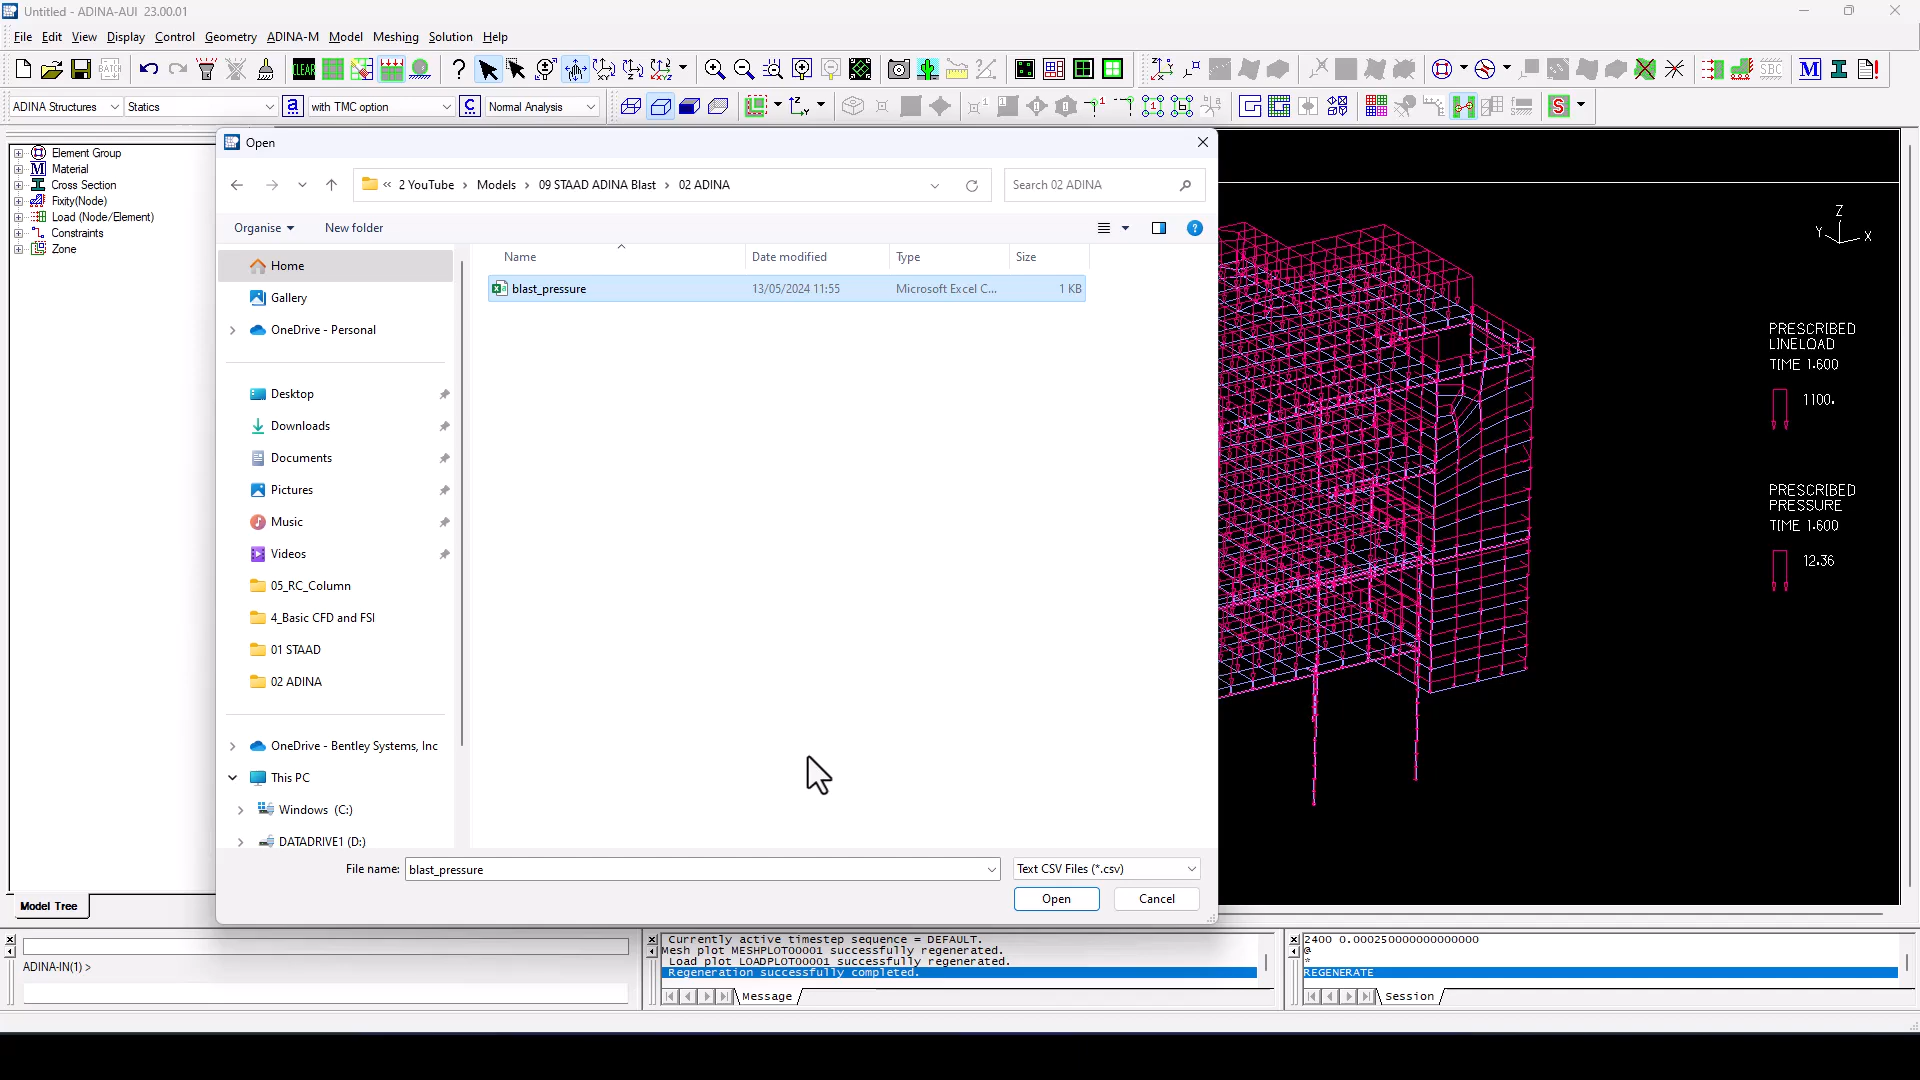 Untitled - ADINA-AUI 23.00.01
File Edit View Display Control Geometry ADINA-M Model Meshing Solution Help
BATCH CLEAR SBC
ADINA Structures Statics a with TMC option C Normal Analysis S
Element Group
Material
Cross Section
Fixity(Node)
Load (Node/Element)
Constraints
Zone
Model Tree
Open
« 2 YouTube › Models › 09 STAAD ADINA Blast › 02 ADINA
Search 02 ADINA
Organise New folder
Home
Gallery
OneDrive - Personal
Desktop
Downloads
Documents
Pictures
Music
Videos
05_RC_Column
4_Basic CFD and FSI
01 STAAD
02 ADINA
OneDrive - Bentley Systems, Inc
This PC
Windows (C:)
DATADRIVE1 (D:)
Name Date modified Type Size
blast_pressure 13/05/2024 11:55 Microsoft Excel C... 1 KB
File name: blast_pressure
Text CSV Files (*.csv)
Open Cancel
Z
Y X
PRESCRIBED
LINELOAD
TIME 1.600
1100.
PRESCRIBED
PRESSURE
TIME 1.600
12.36
ADINA-IN(1) >
Currently active timestep sequence = DEFAULT.
Mesh plot MESHPLOT00001 successfully regenerated.
Load plot LOADPLOT00001 successfully regenerated.
Regeneration successfully completed.
Message
2400 0.000250000000000000
@
*
REGENERATE
Session